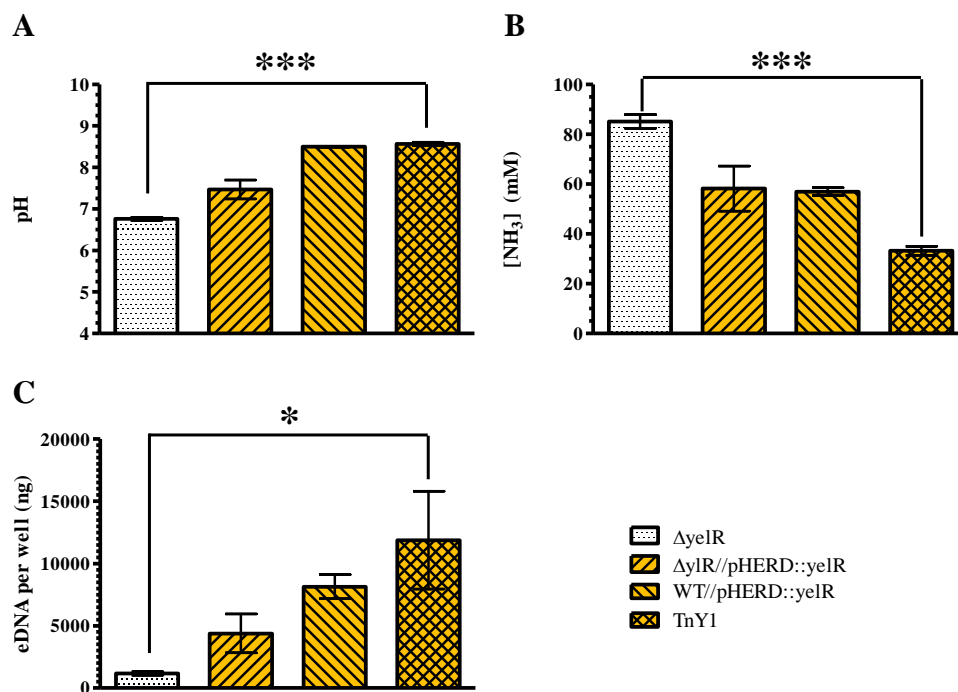 A
***
10
9
8
7
6
5
4
pH
B
***
100
80
60
40
20
0
[NH3] (mM)
C
*
20000
15000
10000
5000
0
eDNA per well (ng)
ΔyelR
ΔylR//pHERD::yelR
WT//pHERD::yelR
TnY1